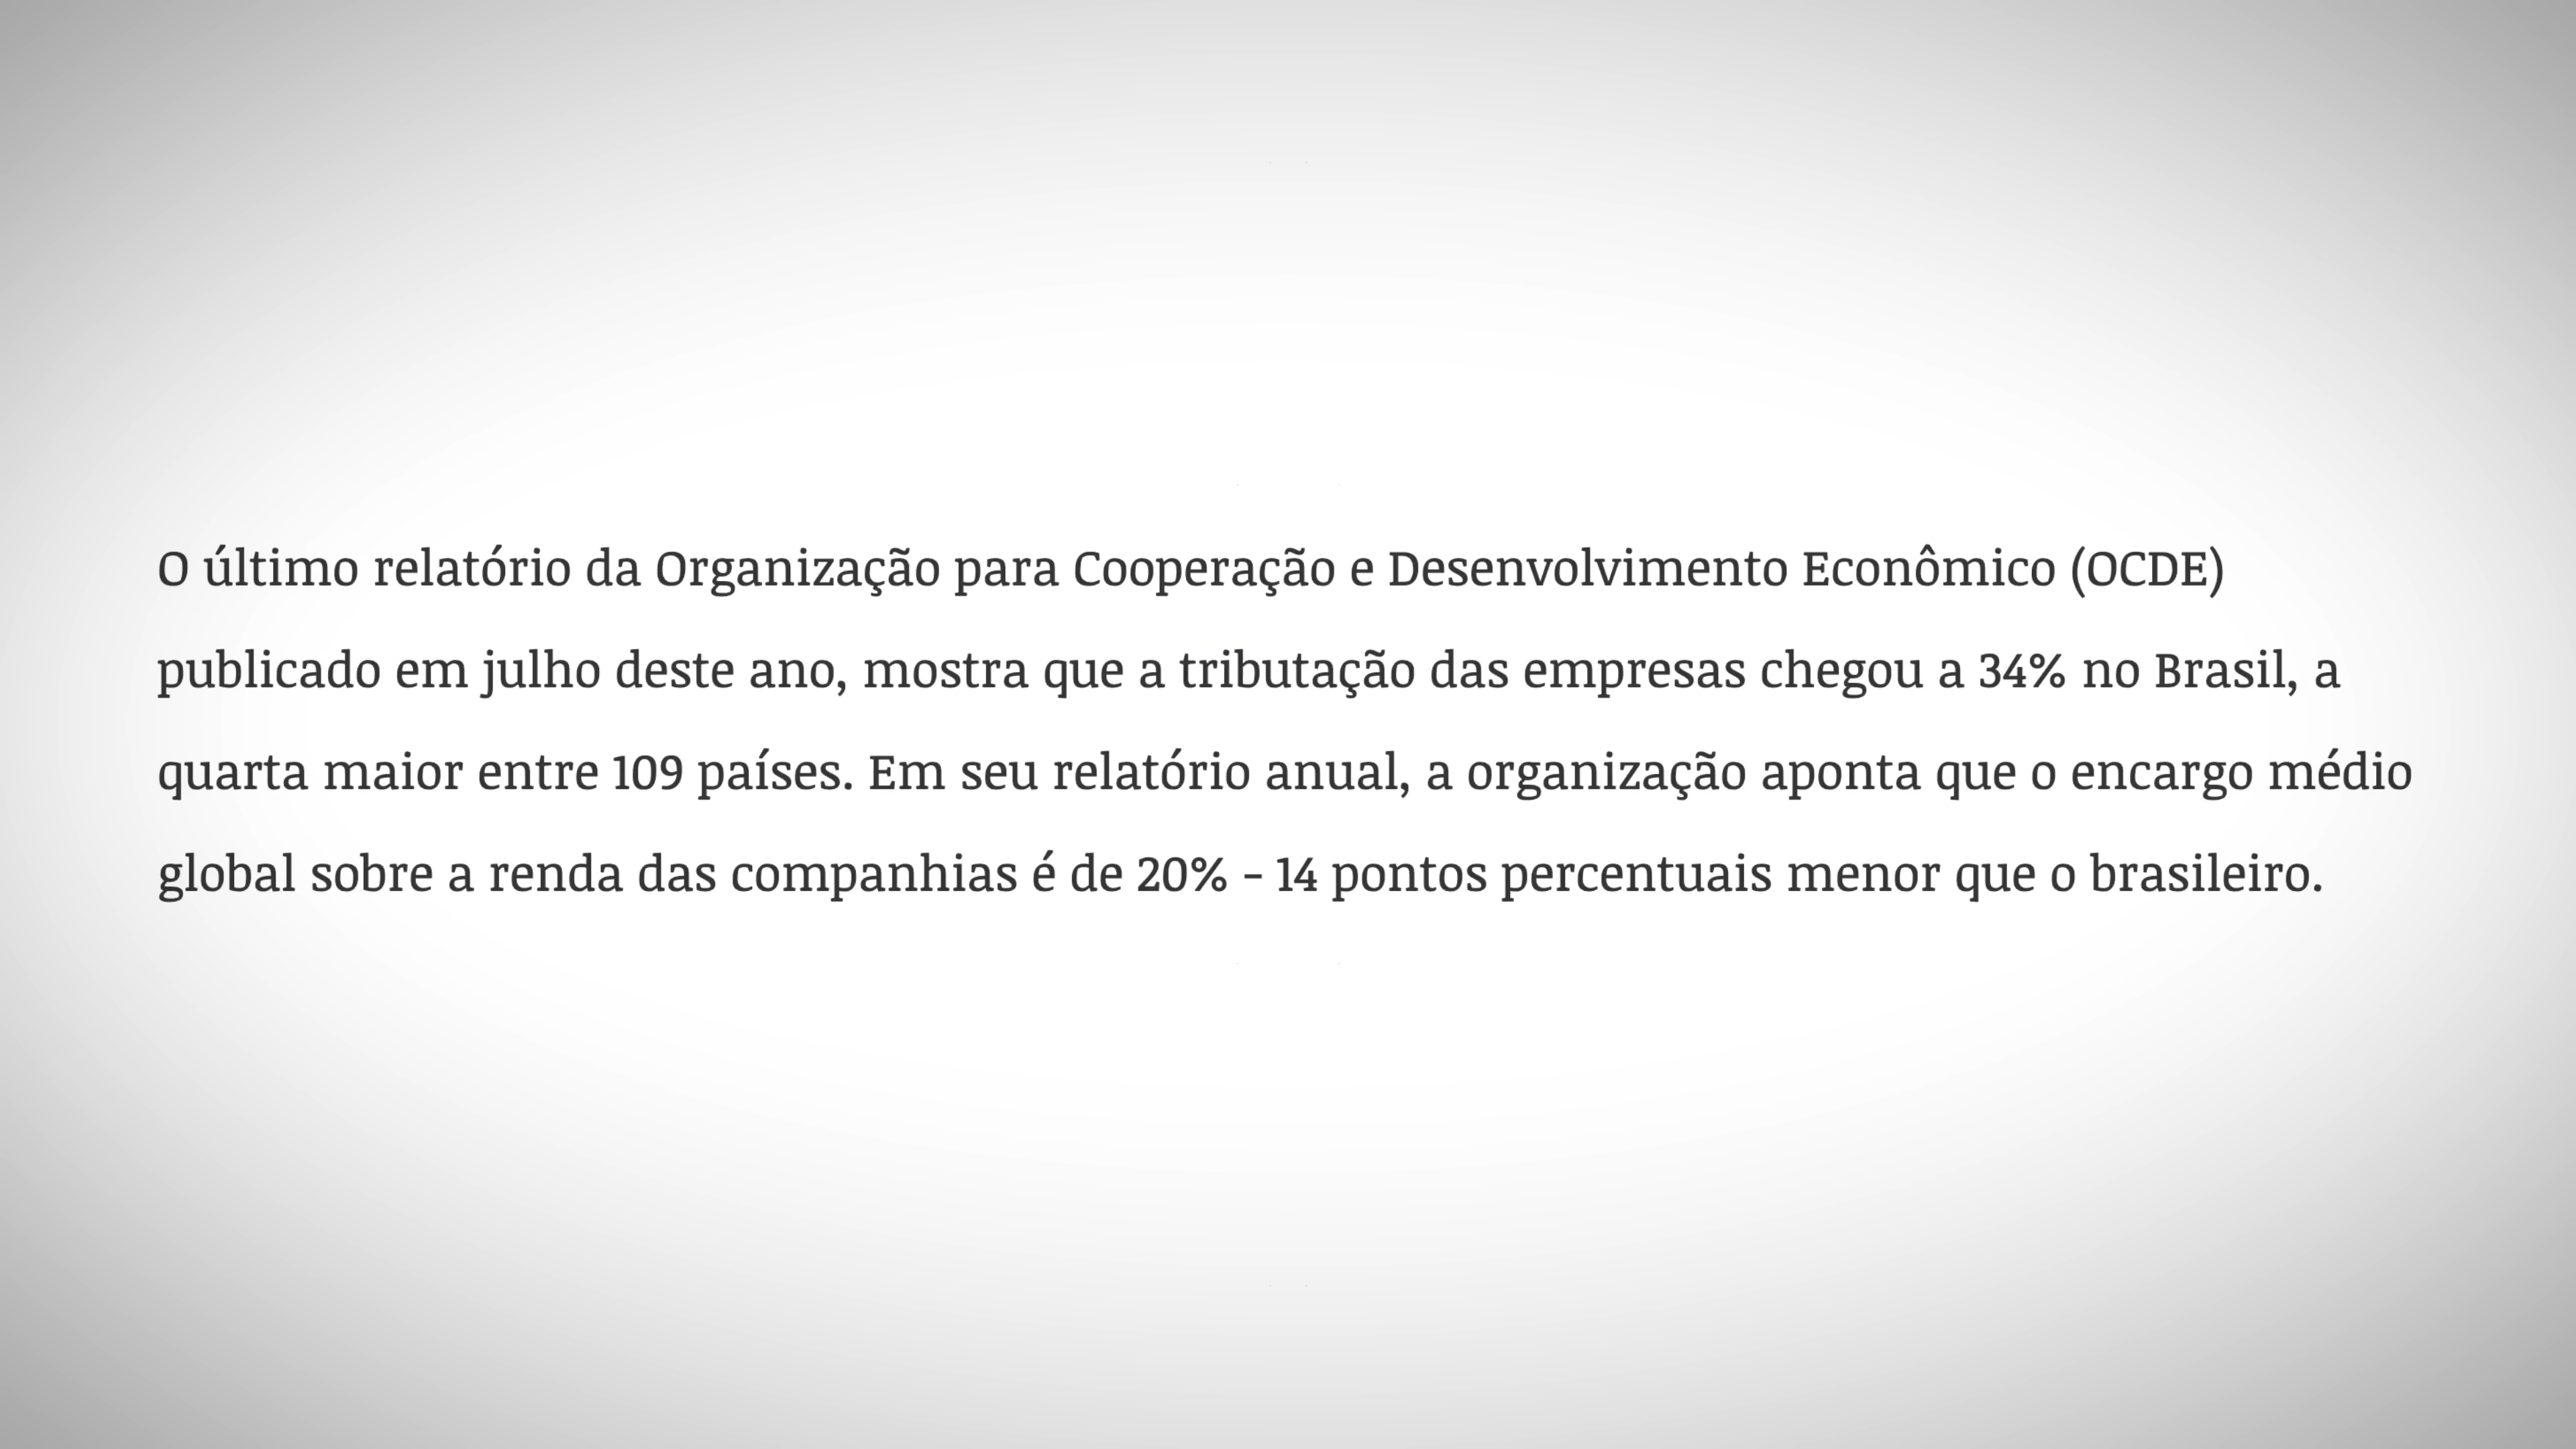 O último relatório da Organização para Cooperação e Desenvolvimento Econômico (OCDE)
publicado em julho deste ano, mostra que a tributação das empresas chegou a 34% no Brasil, a
quarta maior entre 109 países. Em seu relatório anual, a organização aponta que o encargo médio
global sobre a renda das companhias é de 20% - 14 pontos percentuais menor que o brasileiro.